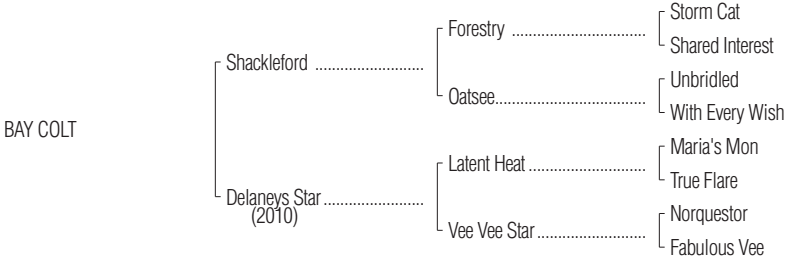 Storm Cat
Forestry ..............................
Shared Interest
Shackleford ........................
Unbridled
Oatsee..................................
With Every Wish
BAY COLT
Maria's Mon
Latent Heat ..........................
True Flare
Delaneys Star ......................
(2010)
Norquestor
Vee Vee Star ........................
Fabulous Vee